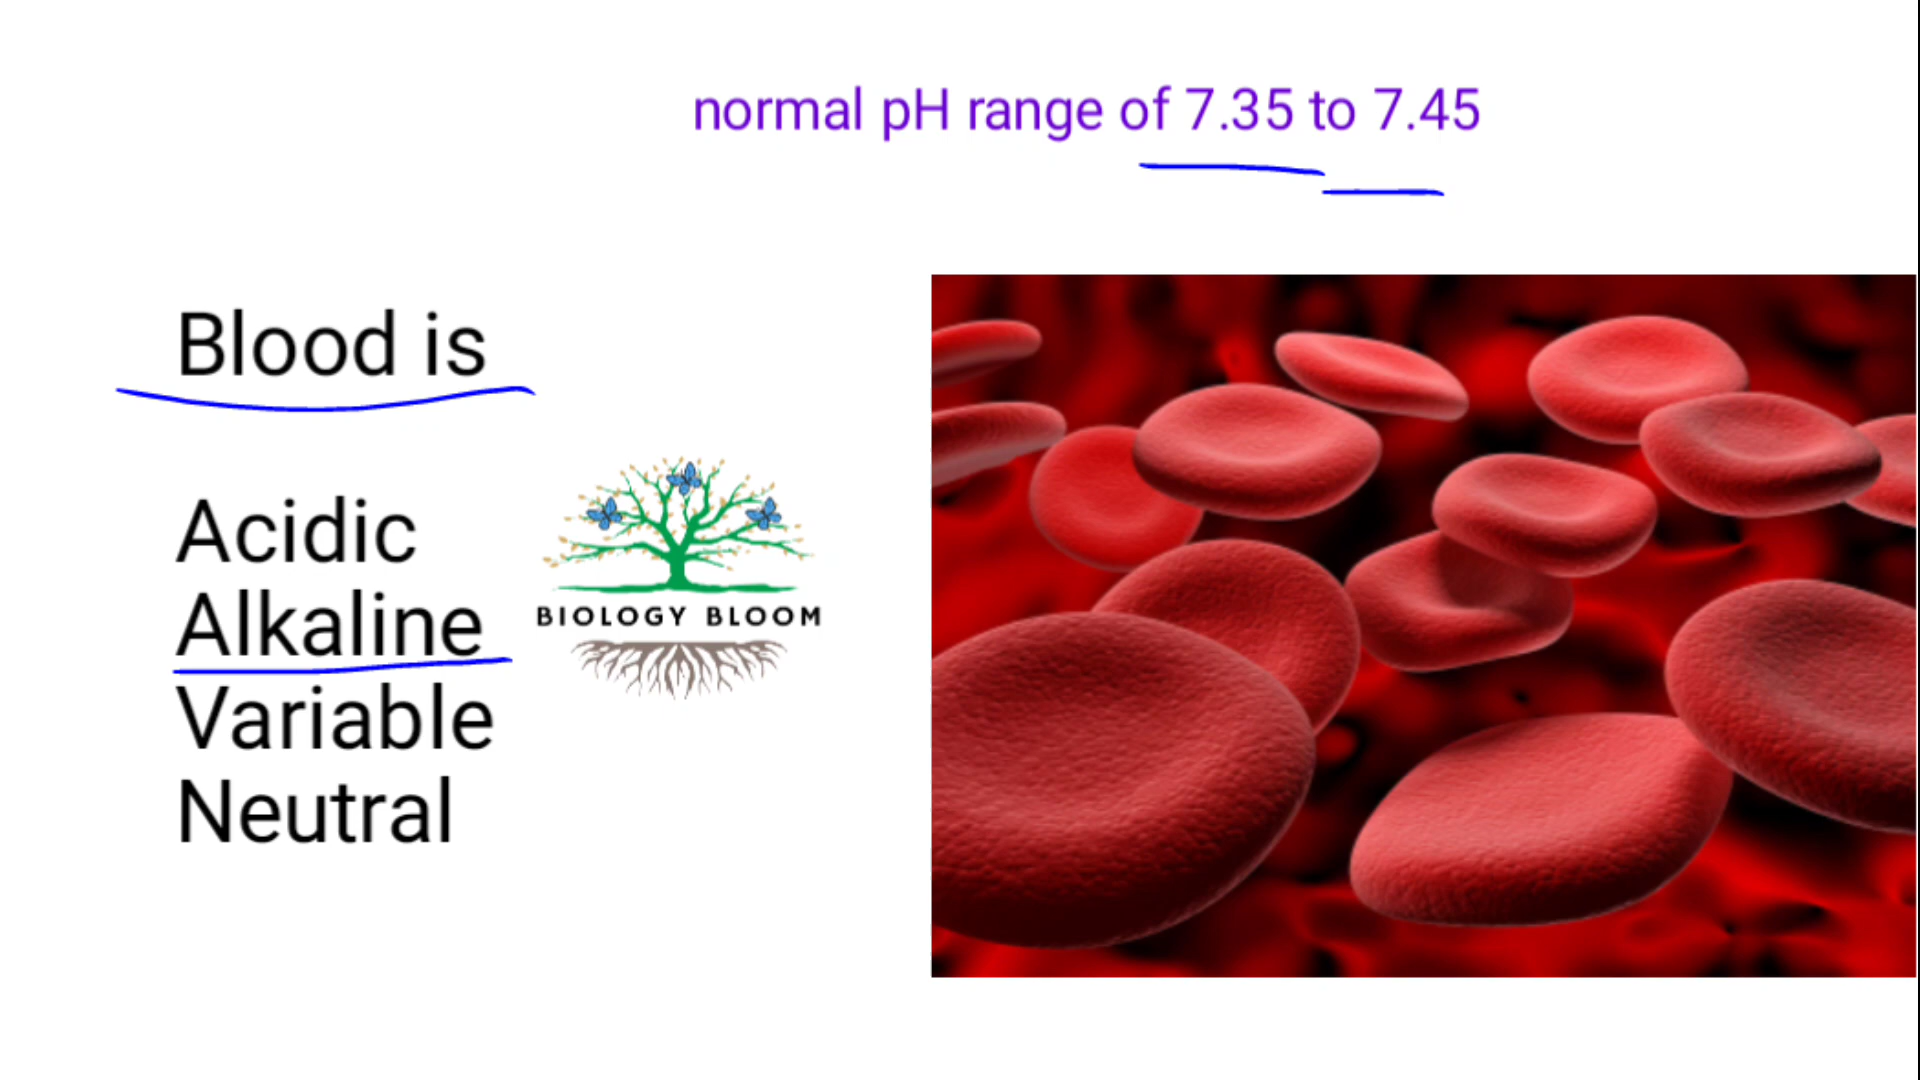 normal pH range of 7.35 to 7.45
Blood is
Acidic
Alkaline
Variable
Neutral
BIOLOGY BLOOM